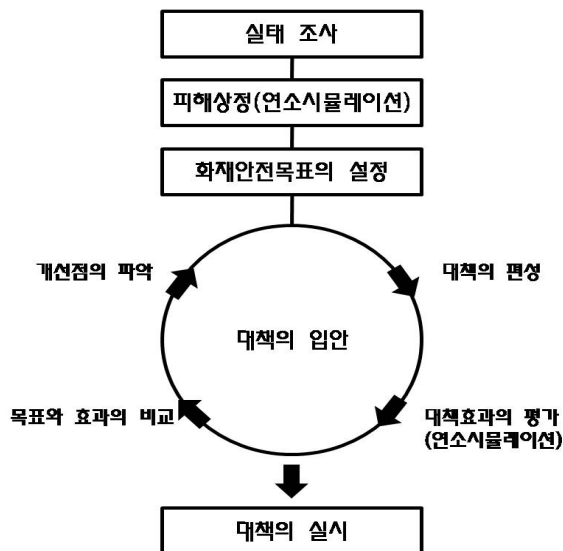 실태 조사
피해상정(연소시뮬레이션)
화재안전목표의 설정
개선점의 파악
대책의 편성
대책의 입안
목표와 효과의 비교
대책효과의 평가
(연소시뮬레이션)
대책의 실시